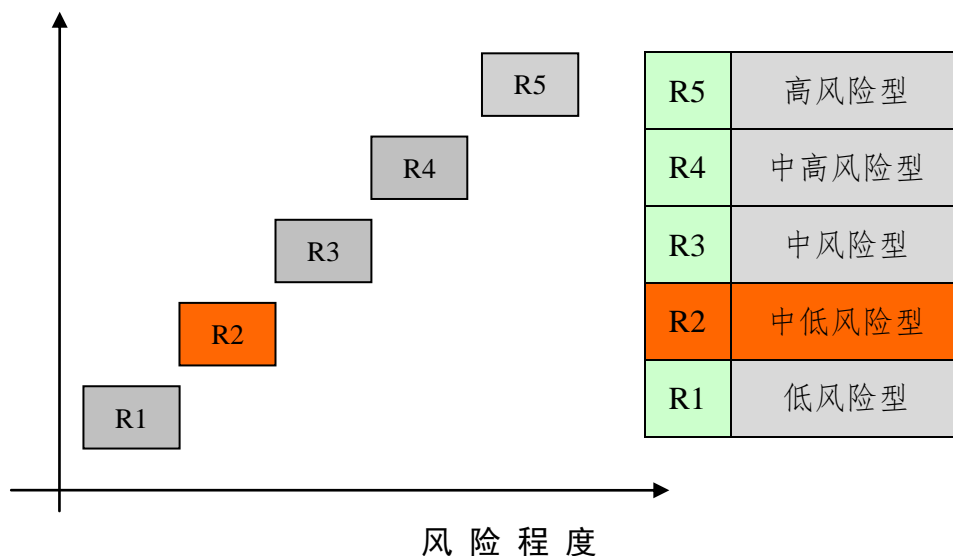 R5
R4
R3
R2
R1
风险程度
R5 高风险型
R4 中高风险型
R3 中风险型
R2 中低风险型
R1 低风险型